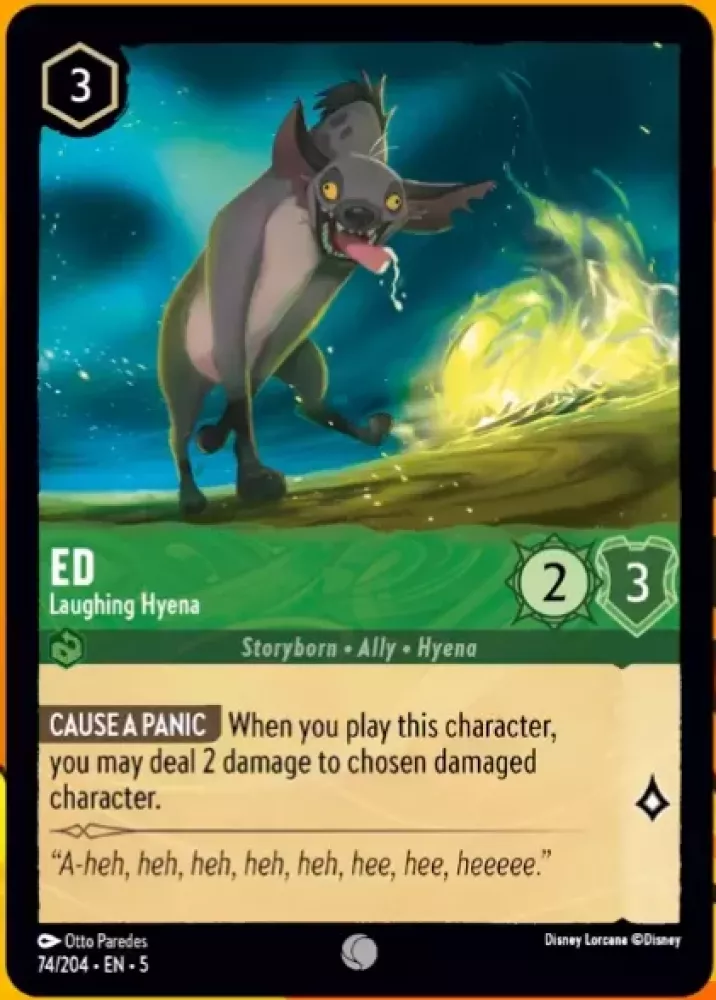 3
ED
Laughing Hyena
2
3
Storyborn • Ally • Hyena
CAUSE A PANIC When you play this character,
you may deal 2 damage to chosen damaged
character.
“A-heh, heh, heh, heh, heh, hee, hee, heeeee.”
Otto Paredes
Disney Lorcana ©Disney
74/204 • EN • 5